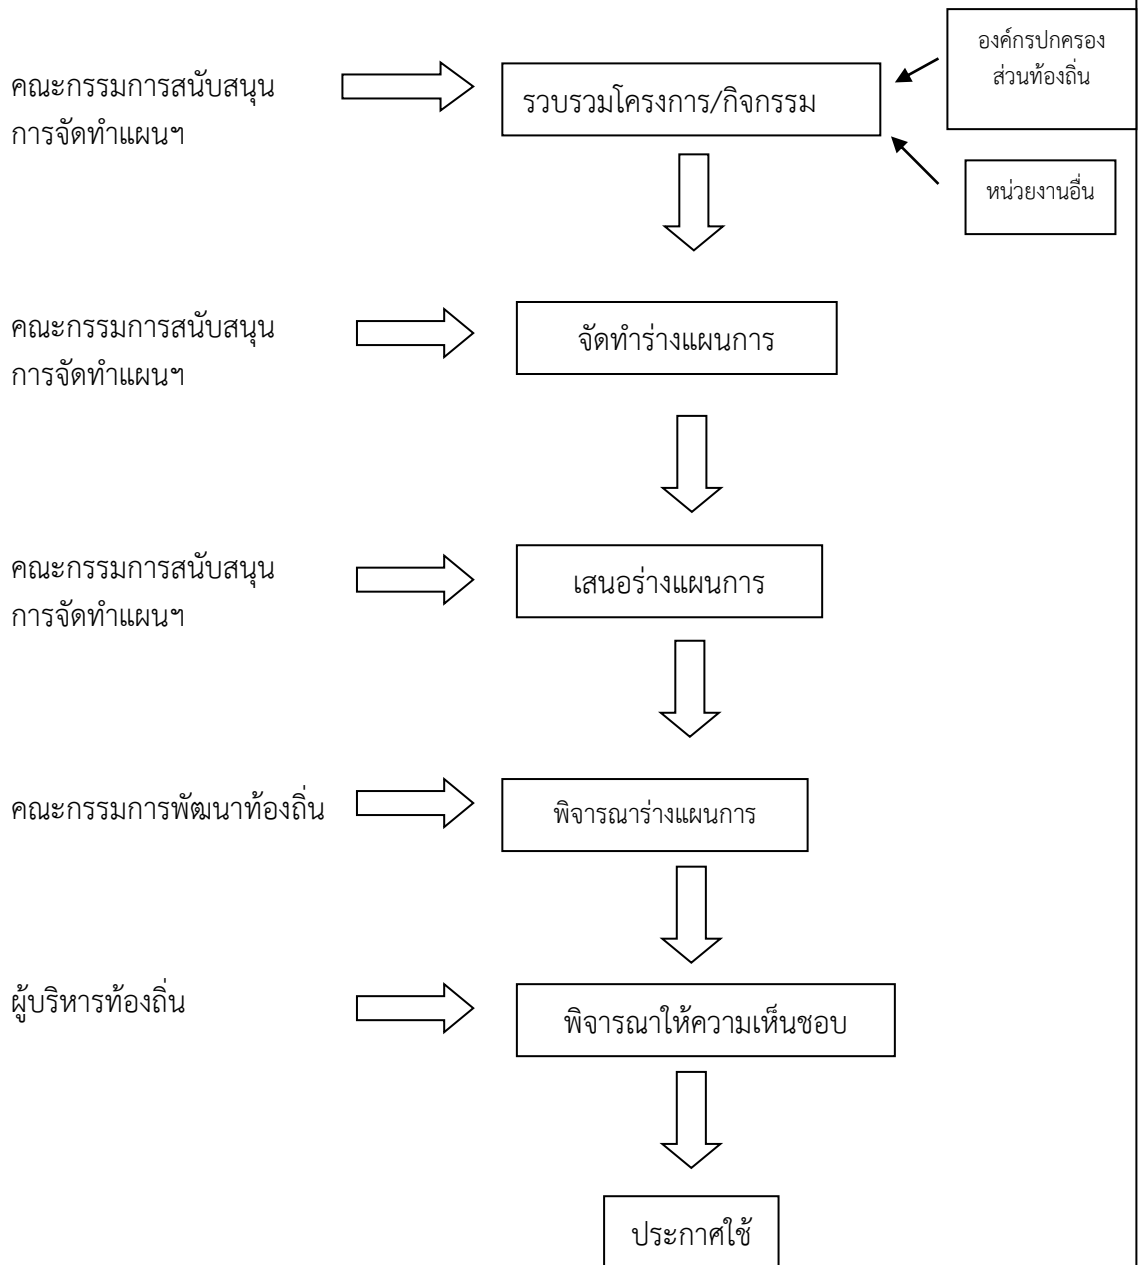 องค์กรปกครอง
ส่วนท้องถิ่น
คณะกรรมการสนับสนุน
การจัดทำแผนฯ
รวบรวมโครงการ/กิจกรรม
หน่วยงานอื่น
คณะกรรมการสนับสนุน
การจัดทำแผนฯ
จัดทำร่างแผนการ
คณะกรรมการสนับสนุน
การจัดทำแผนฯ
เสนอร่างแผนการ
คณะกรรมการพัฒนาท้องถิ่น
พิจารณาร่างแผนการ
ผู้บริหารท้องถิ่น
พิจารณาให้ความเห็นชอบ
ประกาศใช้